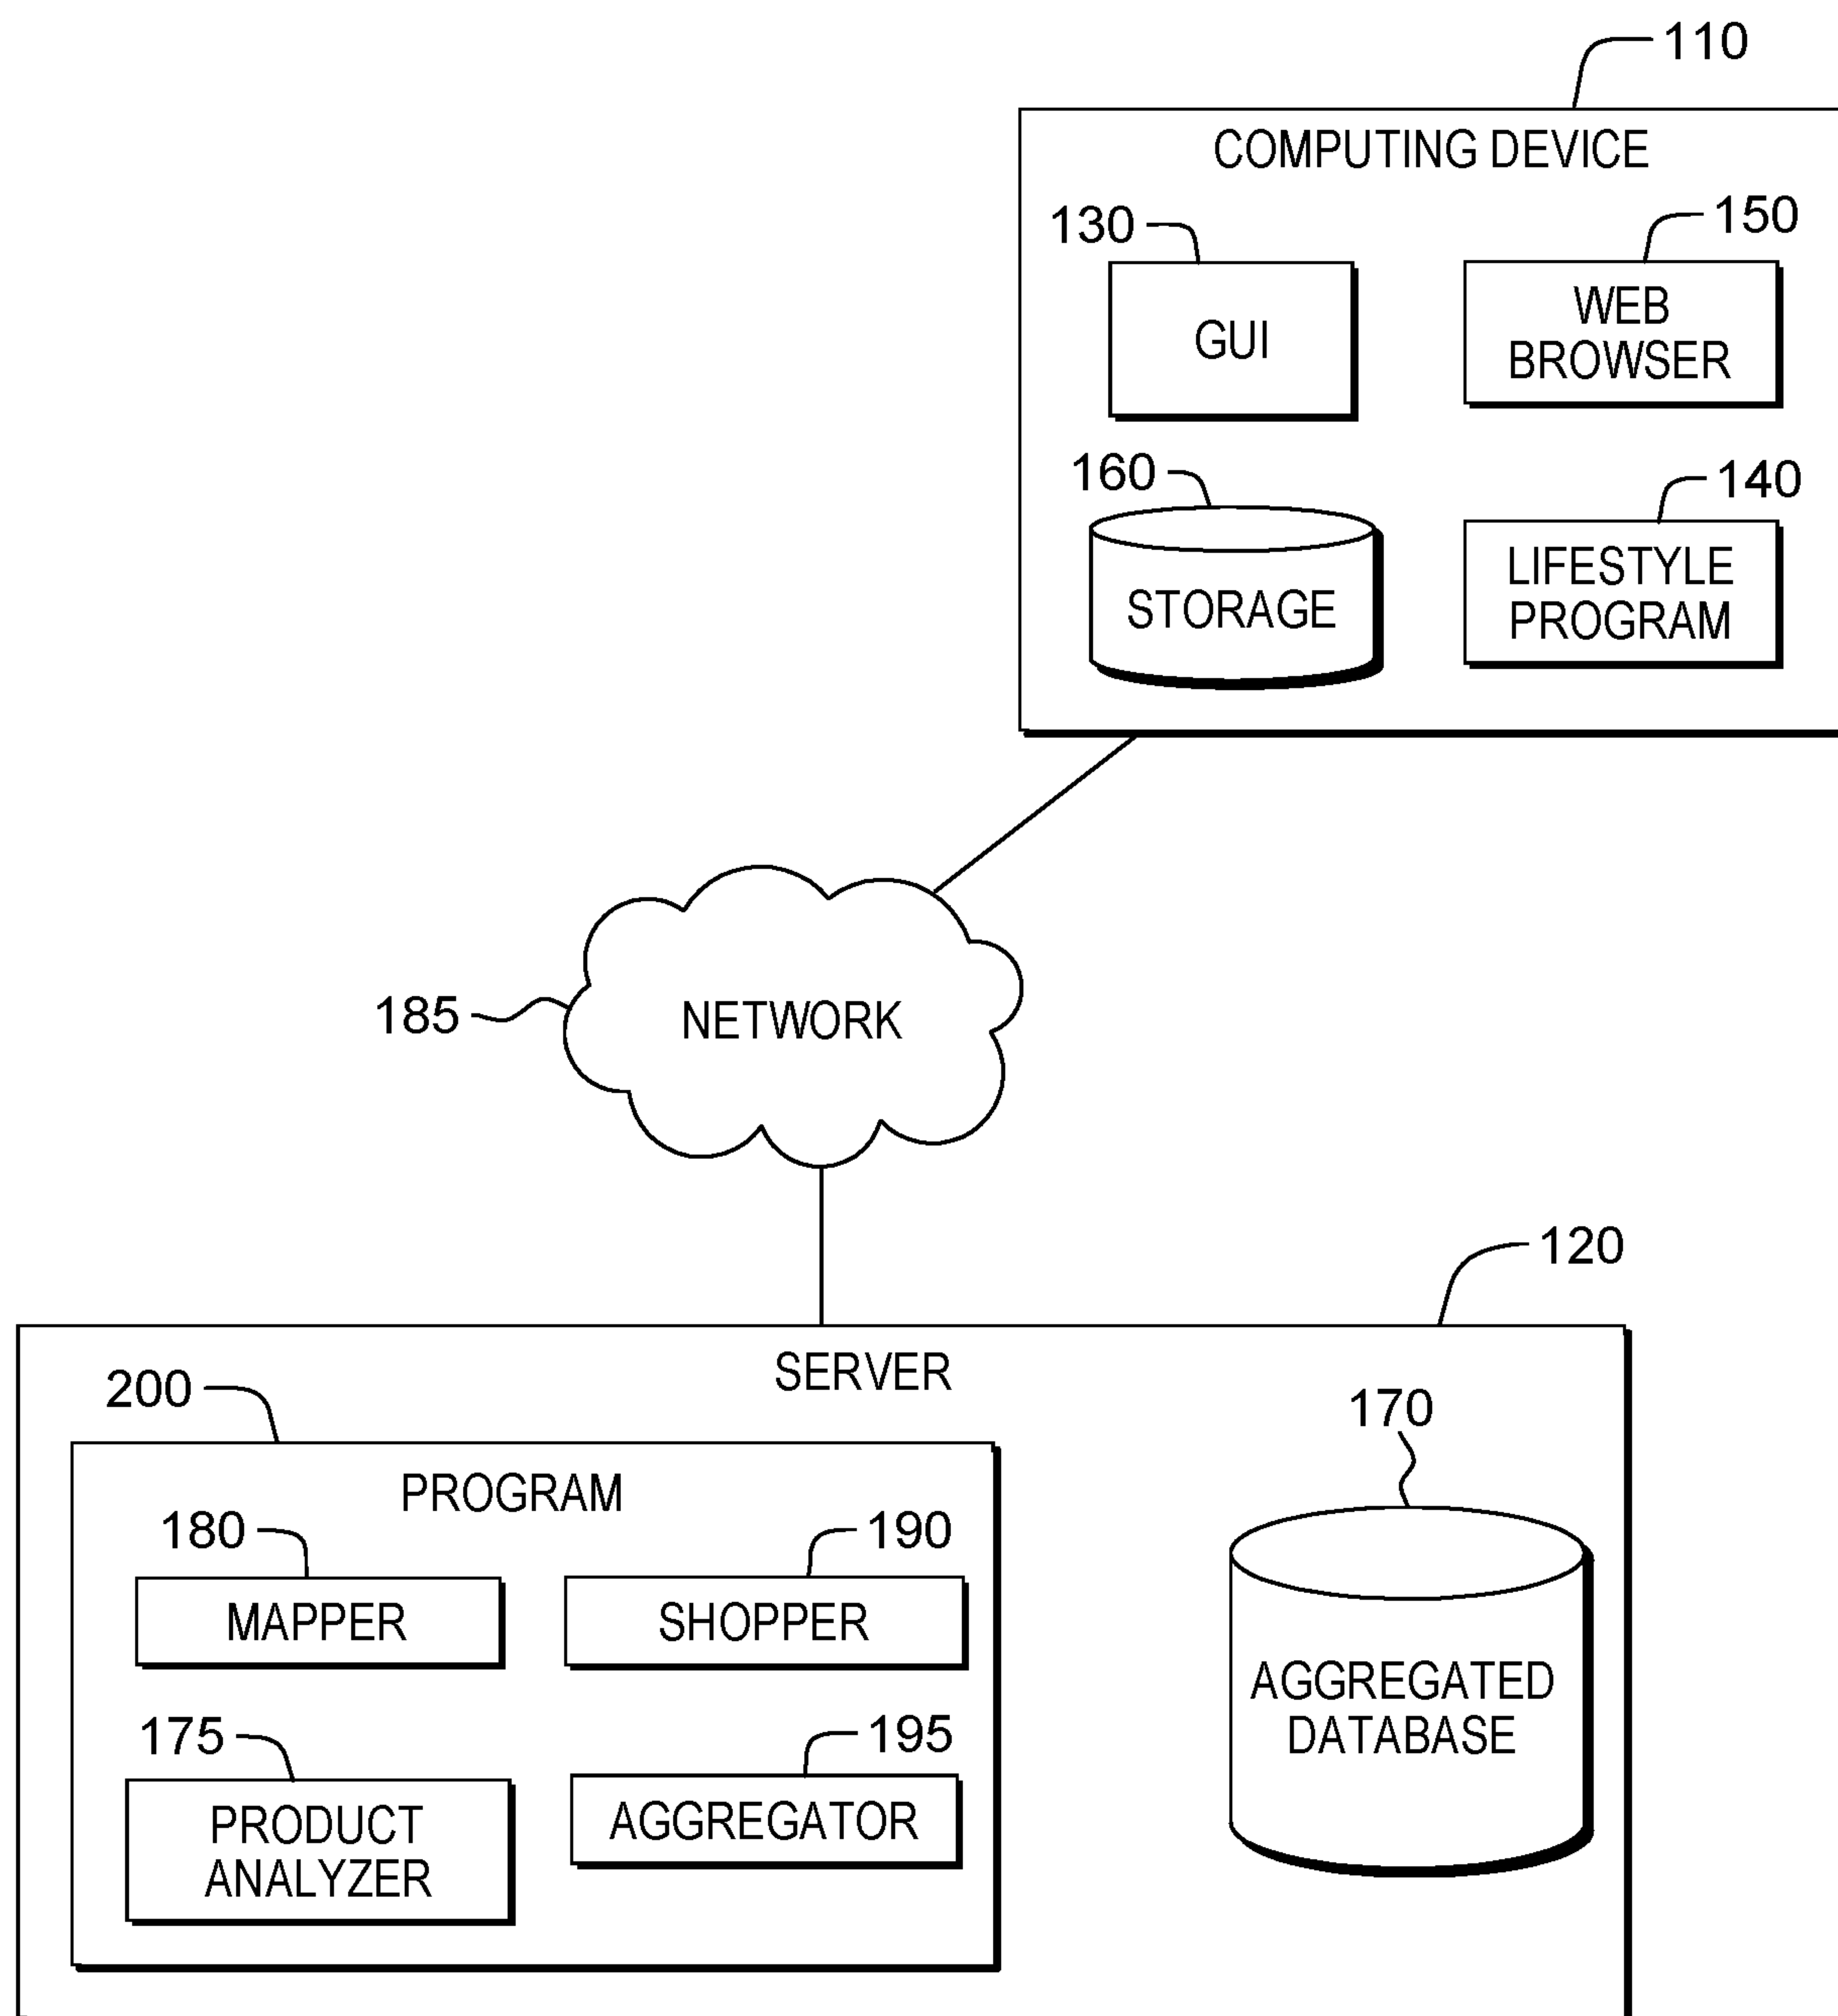 110
COMPUTING DEVICE
130
150
GUI
WEB
BROWSER
160
140
STORAGE
LIFESTYLE
PROGRAM
185
NETWORK
120
SERVER
200
170
PROGRAM
180
190
MAPPER
SHOPPER
AGGREGATED
DATABASE
175
195
PRODUCT
ANALYZER
AGGREGATOR